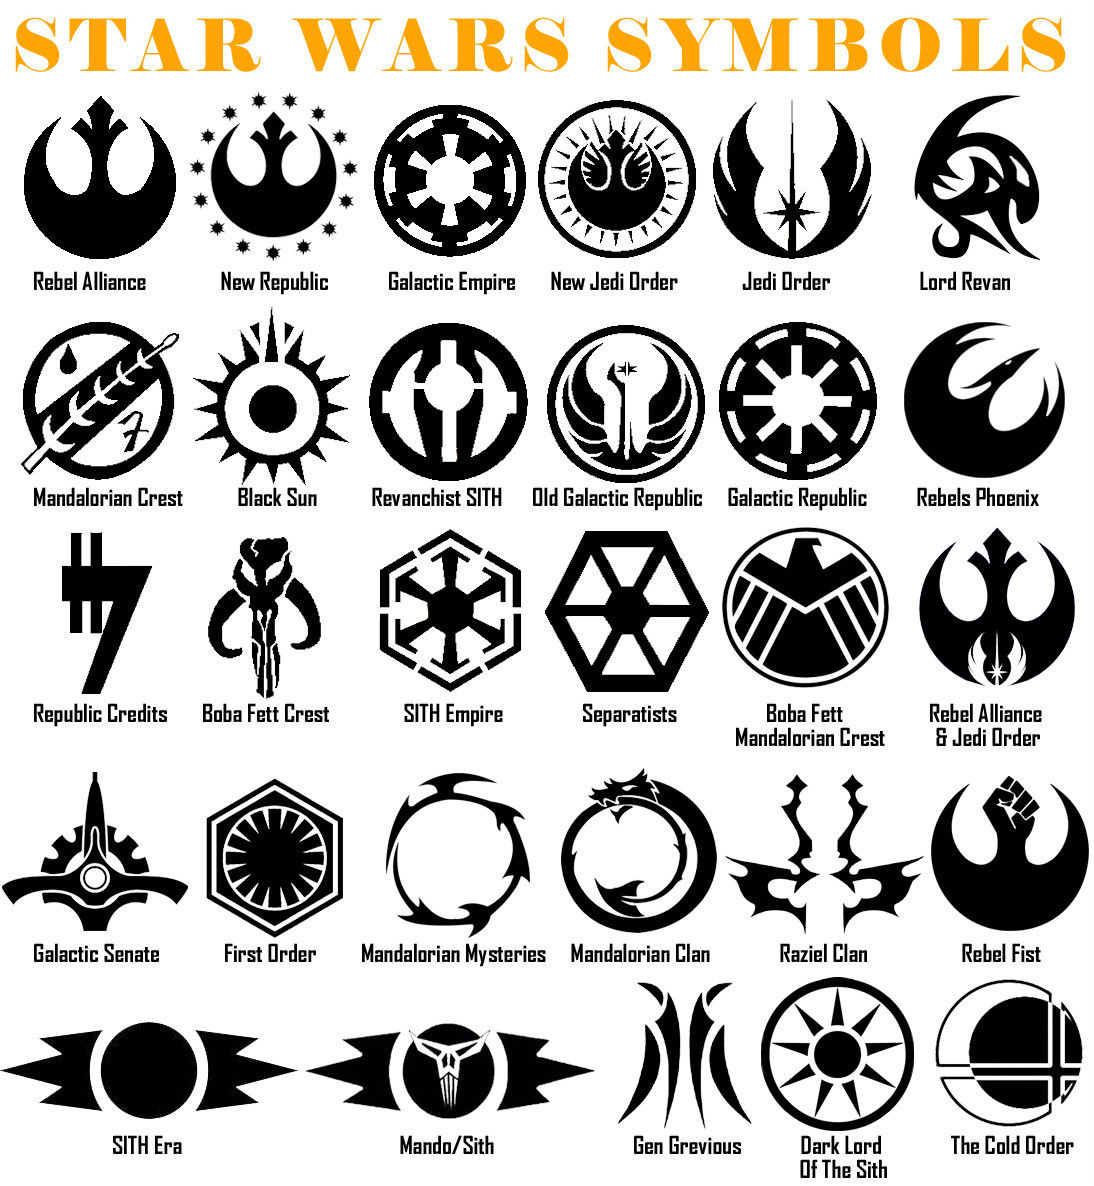 STAR WARS SYMBOLS
Rebel Alliance
New Republic
Galactic Empire
New Jedi Order
Jedi Order
Lord Revan
Mandalorian Crest
Black Sun
Revanchist SITH
Old Galactic Republic
Galactic Republic
Rebels Phoenix
Republic Credits
Boba Fett Crest
SITH Empire
Separatists
Boba Fett
Mandalorian Crest
Rebel Alliance
& Jedi Order
Galactic Senate
First Order
Mandalorian Mysteries
Mandalorian Clan
Raziel Clan
Rebel Fist
SITH Era
Mando/Sith
Gen Grevious
Dark Lord
Of The Sith
The Cold Order